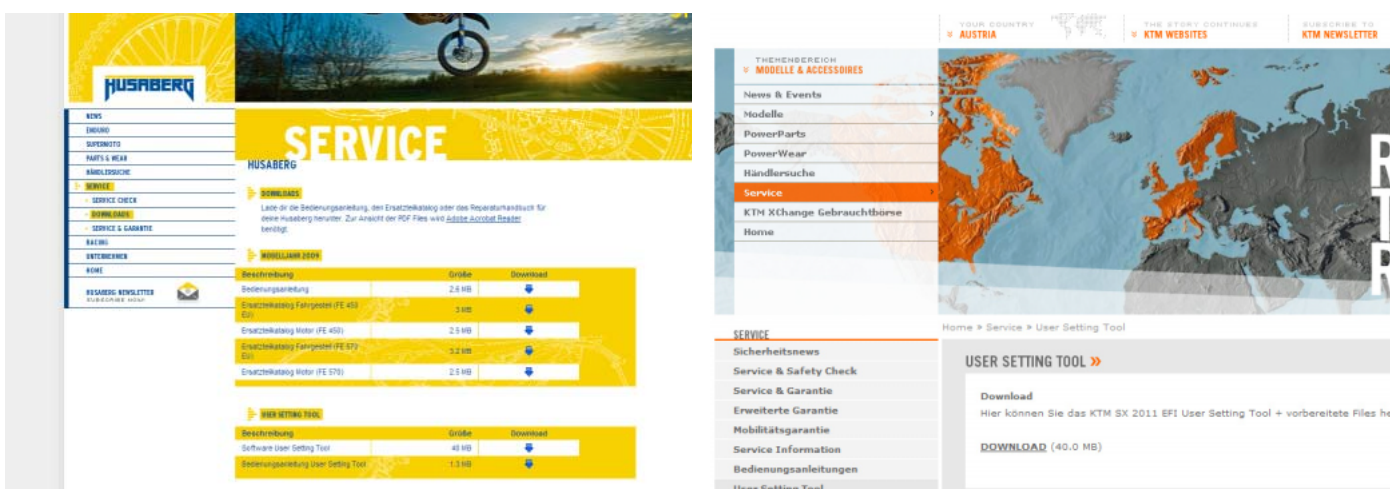 HUSABERG
NEWS
ENDURO
SUPERMOTO
PARTS & WEAR
HÄNDLERSUCHE
SERVICE
SERVICE CHECK
DOWNLOADS
SERVICE & GARANTIE
RACING
UNTERNEHMEN
HOME
HUSABERG NEWSLETTER
SUBSCRIBE NOW!
SERVICE
HUSABERG
DOWNLOADS
Lade dir die Bedienungsanleitung, den Ersatzteilkatalog oder das Reparaturhandbuch für
deine Husaberg herunter. Zur Ansicht der PDF Files wird Adobe Acrobat Reader
benötigt.
MODELLJAHR 2009
Beschreibung Größe Download
Bedienungsanleitung 2.6 MB
Ersatzteilkatalog Fahrgestell (FE 450
EU) 3 MB
Ersatzteilkatalog Motor (FE 450) 2.5 MB
Ersatzteilkatalog Fahrgestell (FE 570
EU) 3.2 MB
Ersatzteilkatalog Motor (FE 570) 2.5 MB
USER SETTING TOOL
Beschreibung Größe Download
Software User Setting Tool 40 MB
Bedienungsanleitung User Setting Tool 1.3 MB
YOUR COUNTRY
AUSTRIA
THE STORY CONTINUES
KTM WEBSITES
SUBSCRIBE TO
KTM NEWSLETTER
THEMENBEREICH
MODELLE & ACCESSOIRES
News & Events
Modelle
PowerParts
PowerWear
Händlersuche
Service
KTM XChange Gebrauchtbörse
Home
SERVICE
Sicherheitsnews
Service & Safety Check
Service & Garantie
Erweiterte Garantie
Mobilitätsgarantie
Service Information
Bedienungsanleitungen
User Setting Tool
Home » Service » User Setting Tool
USER SETTING TOOL »
Download
Hier können Sie das KTM SX 2011 EFI User Setting Tool + vorbereitete Files he
DOWNLOAD (40.0 MB)